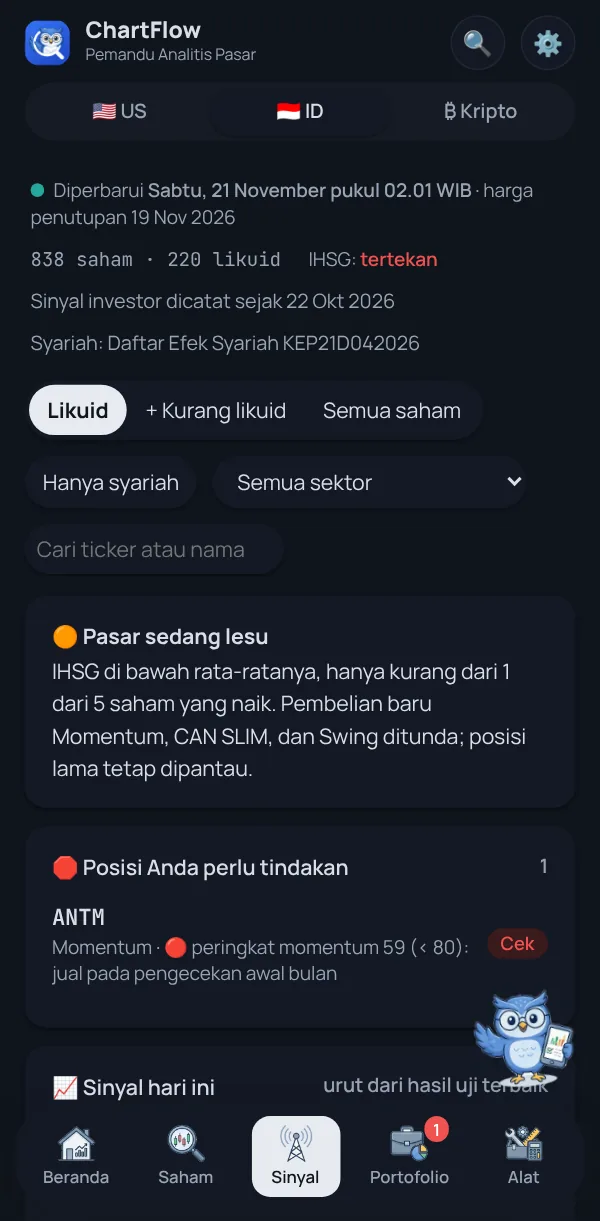 ChartFlow
Pemandu Analitis Pasar
🇺🇸 US
🇮🇩 ID
₿ Kripto
Diperbarui Sabtu, 21 November pukul 02.01 WIB · harga
penutupan 19 Nov 2026
838 saham · 220 likuid IHSG: tertekan
Sinyal investor dicatat sejak 22 Okt 2026
Syariah: Daftar Efek Syariah KEP21D042026
Likuid
+ Kurang likuid
Semua saham
Hanya syariah
Semua sektor
Cari ticker atau nama
🟠 Pasar sedang lesu
IHSG di bawah rata-ratanya, hanya kurang dari 1
dari 5 saham yang naik. Pembelian baru
Momentum, CAN SLIM, dan Swing ditunda; posisi
lama tetap dipantau.
🛑 Posisi Anda perlu tindakan
1
ANTM
Momentum · 🔴 peringkat momentum 59 (< 80):
jual pada pengecekan awal bulan
Cek
📈 Sinyal hari ini
urut dari hasil uji terbaik
1
Beranda
Saham
Sinyal
Portofolio
Alat